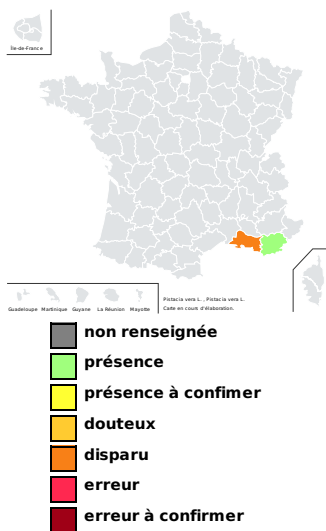 Île-de-France
Guadeloupe Martinique Guyane La Réunion Mayotte
Pistacia vera L., Pistacia vera L.
Carte en cours d'élaboration.
non renseignée
présence
présence à confimer
douteux
disparu
erreur
erreur à confirmer